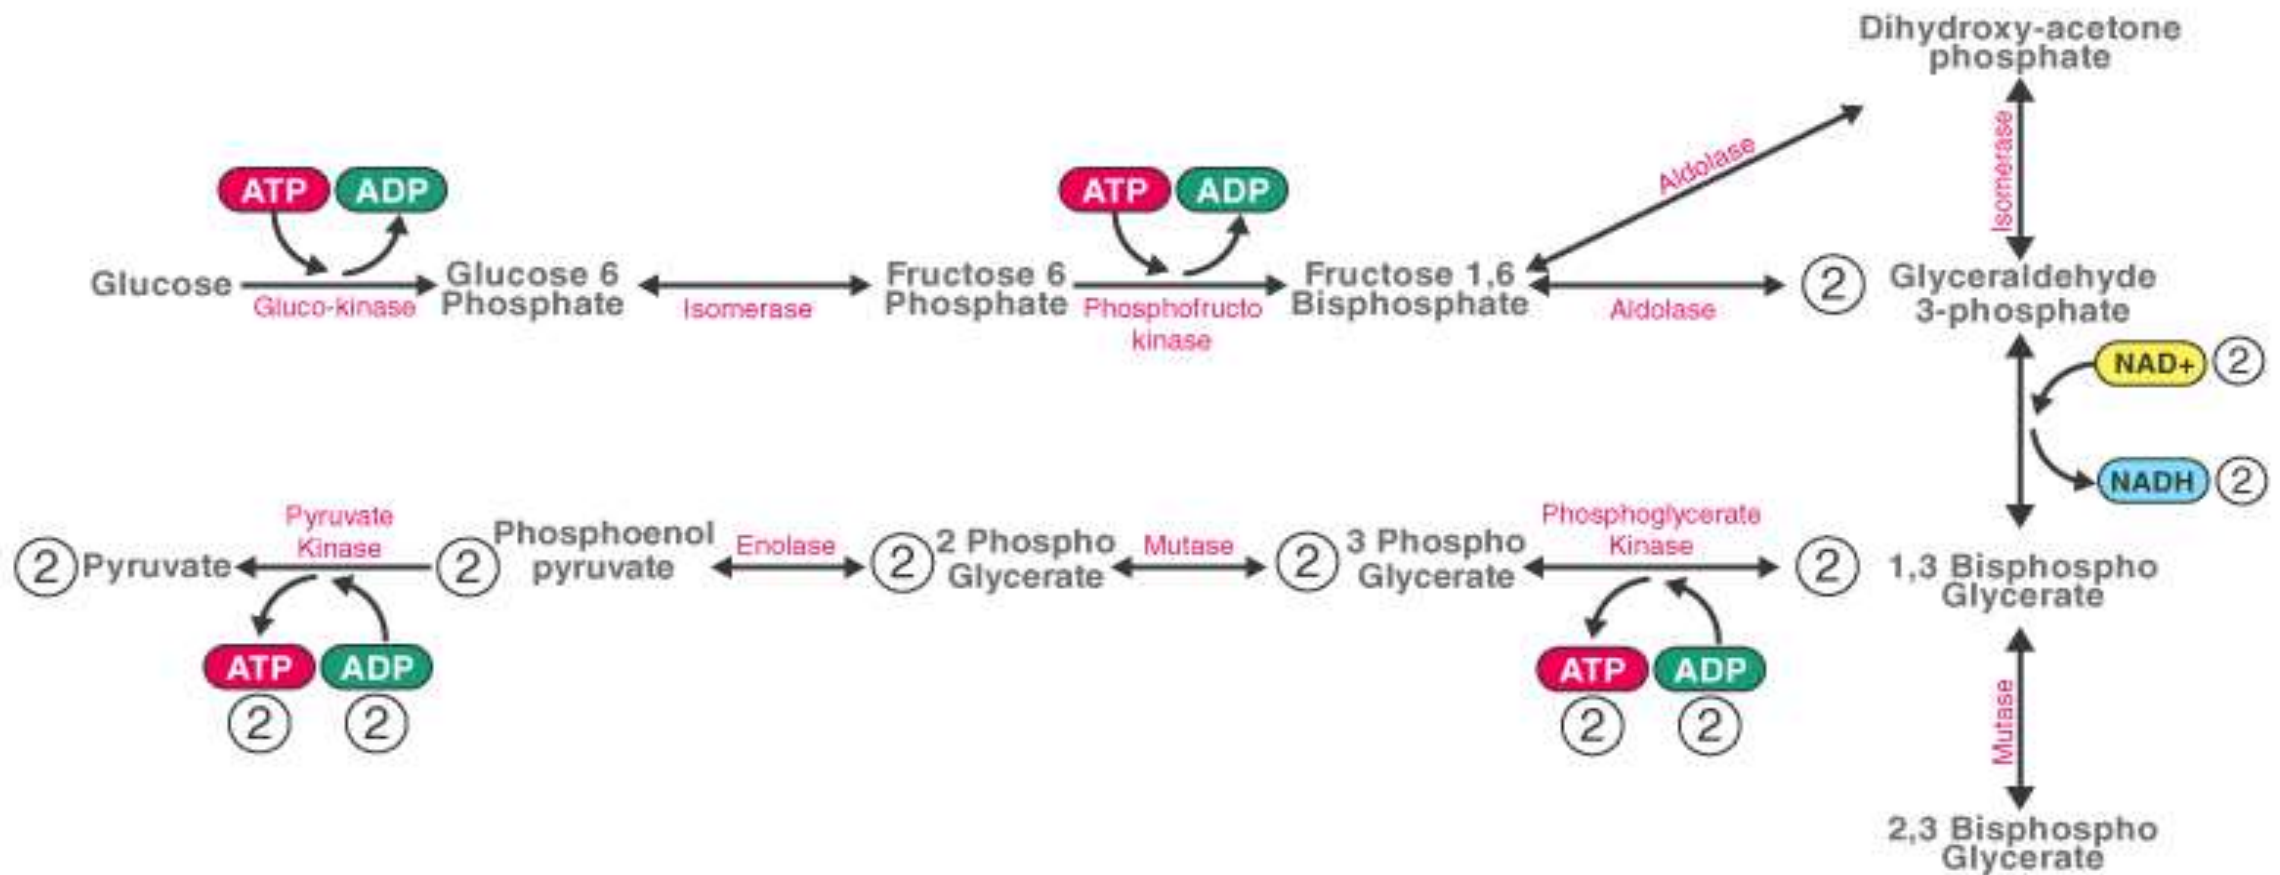 Dihydroxy-acetone
phosphate
Isomerase
Aldolase
ATP ADP
ATP ADP
Glucose
Gluco-kinase
Glucose 6
Phosphate
Isomerase
Fructose 6
Phosphate
Phosphofructo
kinase
Fructose 1,6
Bisphosphate
Aldolase
2
Glyceraldehyde
3-phosphate
NAD+ 2
NADH 2
2
Pyruvate
Pyruvate
Kinase
2
Phosphoenol
pyruvate
Enolase
2
2 Phospho
Glycerate
Mutase
2
3 Phospho
Glycerate
Phosphoglycerate
Kinase
2
1,3 Bisphospho
Glycerate
ATP ADP
2 2
ATP ADP
2 2
Mutase
2,3 Bisphospho
Glycerate